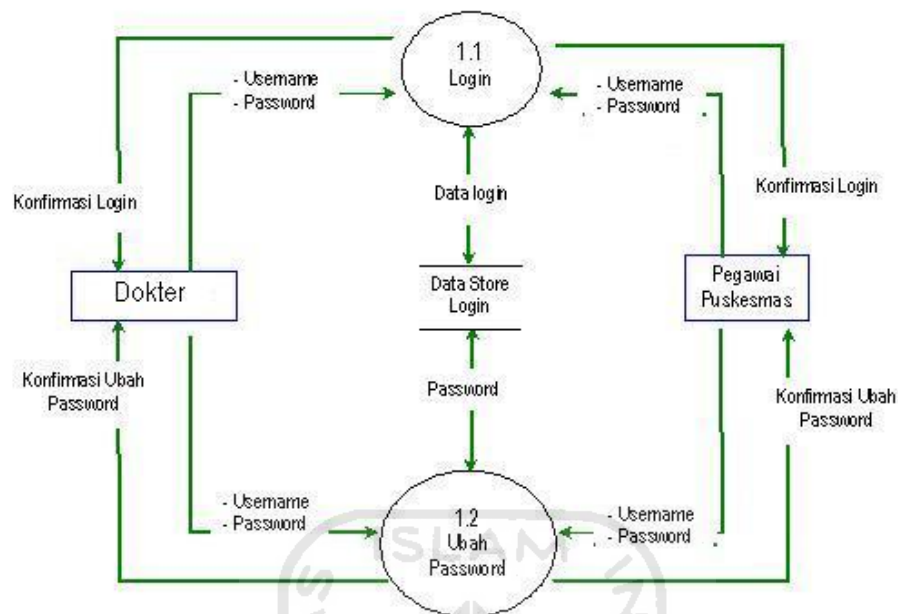 1.1
Login
- Username
- Password
- Username
- Password
Konfirmasi Login
Data login
Konfirmasi Login
Dokter
Data Store
Login
Pegawai
Puskesmas
Konfirmasi Ubah
Password
Password
Konfirmasi Ubah
Password
- Username
- Password
1.2
Ubah
Password
- Username
- Password
SLAM